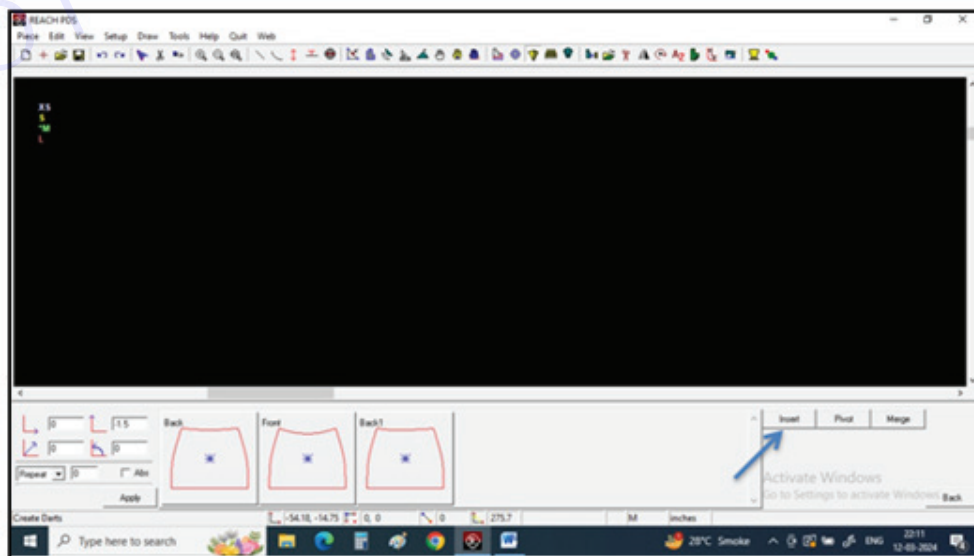 REACH PDS
Piece Edit View Setup Draw Tools Help Quit Web
XS
S
*M
L
0 -1.5
0 0
Repeat 0 Abs
Apply
Back Front Back1
Insert Pivot Merge
Activate Windows
Go to Settings to activate Windows.
Back
Create Darts -54.18, -14.75 0, 0 0 275.7 M inches
Type here to search 28°C Smoke ENG 22:11
12-03-2024